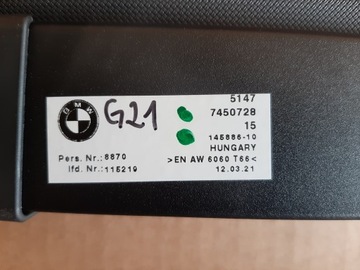 BMW
G21
5147
7450728
15
145886-10
HUNGARY
Pers. Nr.: 8870 >EN AW 6060 T66<
lfd. Nr.: 115219 12.03.21